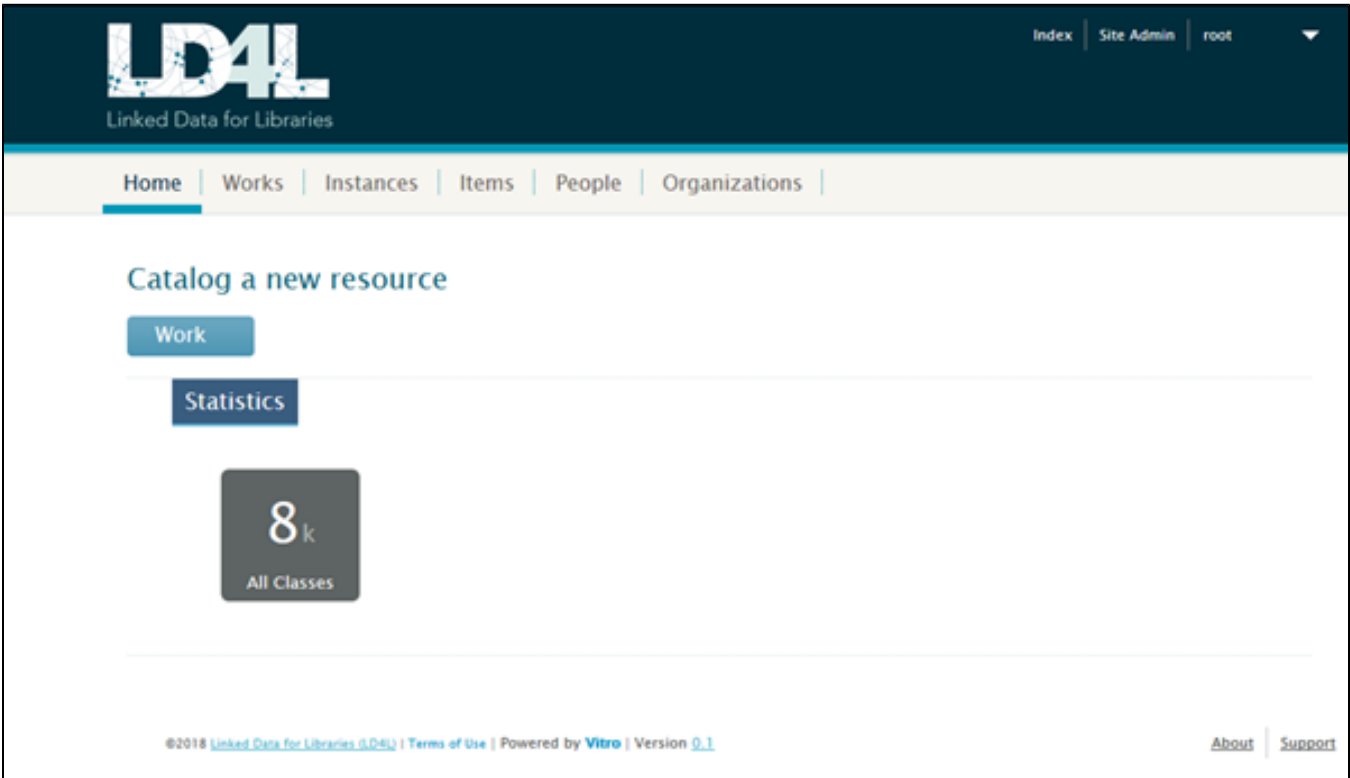 LD4L
Linked Data for Libraries
Index Site Admin root
Home Works Instances Items People Organizations
Catalog a new resource
Work
Statistics
8 k
All Classes
©2018 Linked Data for Libraries (LD4L) | Terms of Use | Powered by Vitro | Version 0.1
About Support